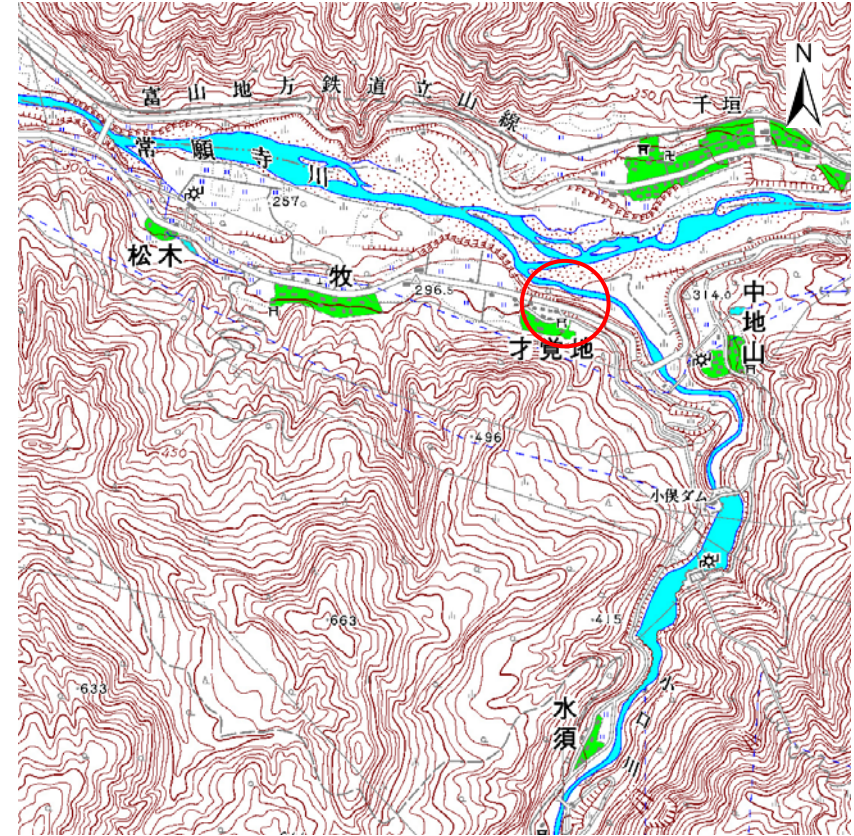 N
富山地方鉄道立山線
千垣
常願寺川
257
松木
牧
296.5
314.0
中地山
才覚地
496
450
小俣ダム
663
415
633
水須
小口川